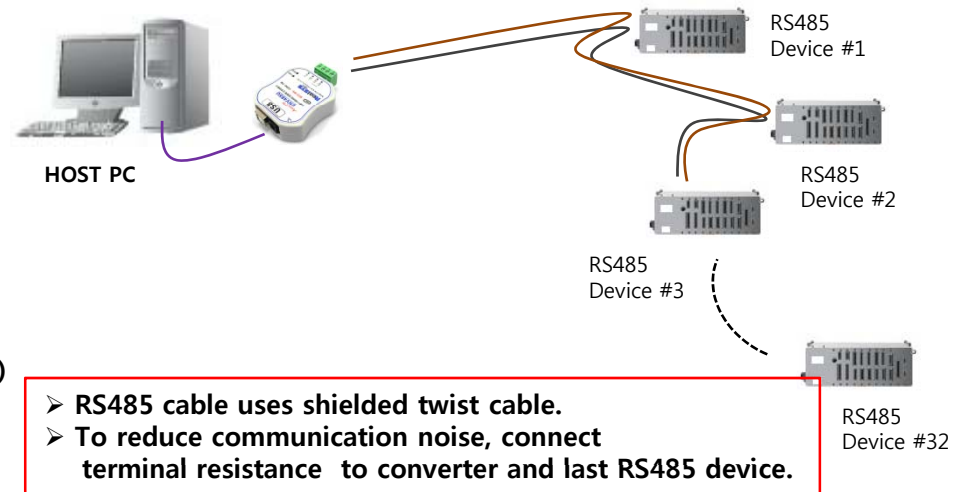 RS485
Device #1
HOST PC
RS485
Device #2
RS485
Device #3
)
➢ RS485 cable uses shielded twist cable.
➢ To reduce communication noise, connect
terminal resistance to converter and last RS485 device.
RS485
Device #32